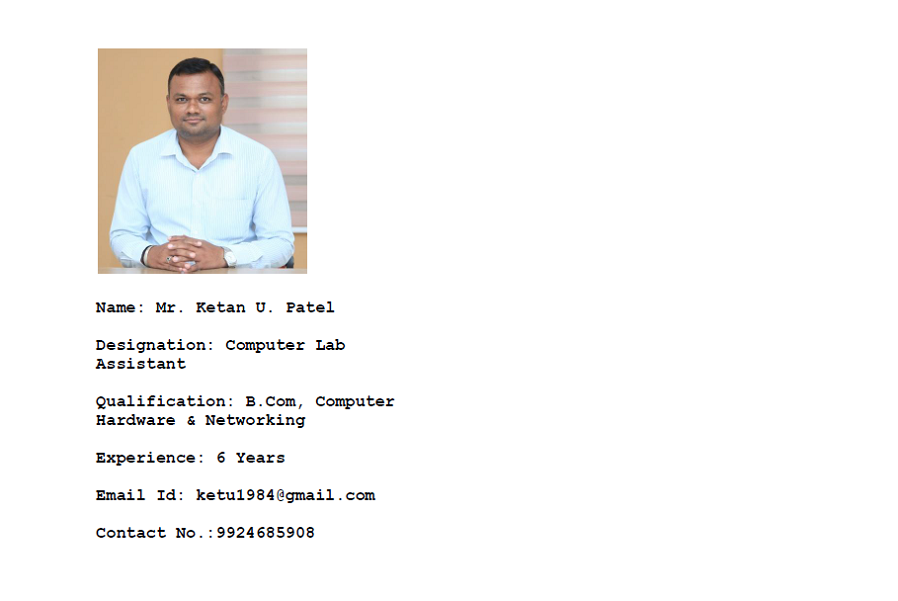 Name: Mr. Ketan U. Patel
Designation: Computer Lab
Assistant
Qualification: B.Com, Computer
Hardware & Networking
Experience: 6 Years
Email Id: ketu1984@gmail.com
Contact No.:9924685908